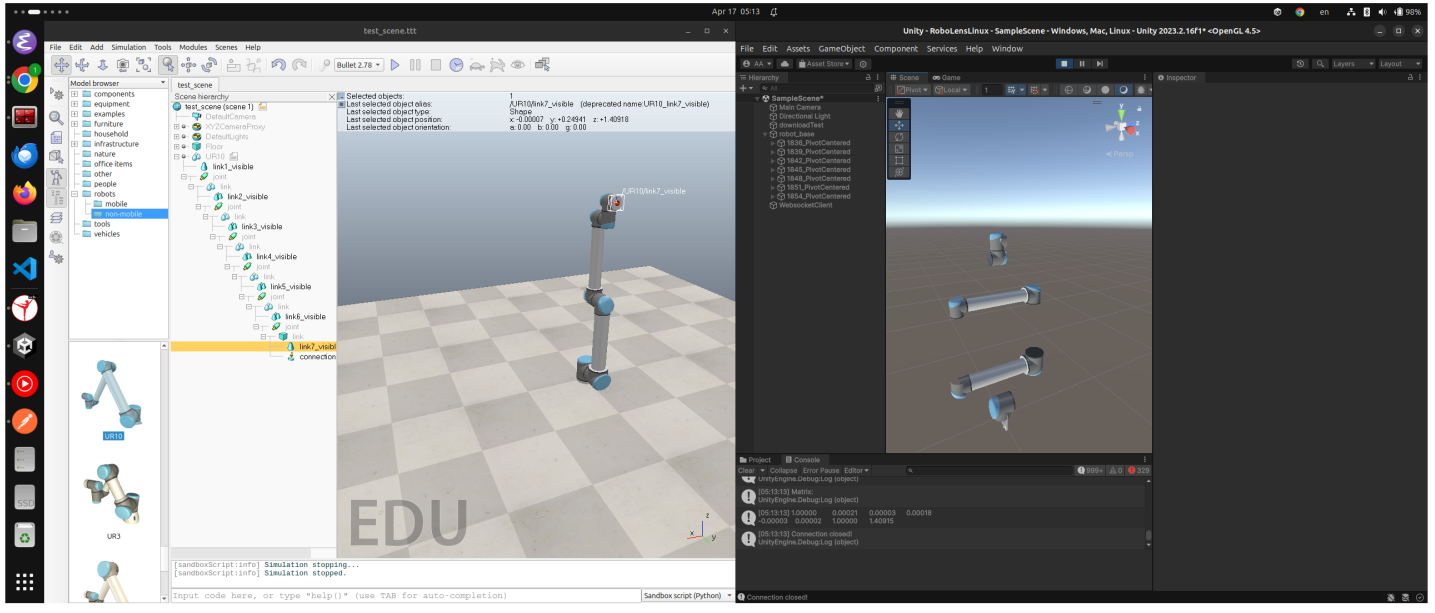 Apr 17 05:13
en
98%
test_scene.ttt
File Edit Add Simulation Tools Modules Scenes Help
Bullet 2.78
Model browser
components
equipment
examples
furniture
household
infrastructure
nature
office items
other
people
robots
mobile
non-mobile
tools
vehicles
UR10
UR3
SSD
test_scene
Scene hierarchy
test_scene (scene 1)
DefaultCamera
XYZCameraProxy
DefaultLights
Floor
UR10
link1_visible
joint
link
link2_visible
joint
link
link3_visible
joint
link
link4_visible
joint
link
link5_visible
joint
link
link6_visible
joint
link
link7_visibl
connection
Selected objects: 1
Last selected object alias: /UR10/link7_visible (deprecated name:UR10_link7_visible)
Last selected object type: Shape
Last selected object position: x: -0.00007 y: +0.24941 z: +1.40918
Last selected object orientation: a: 0.00 b: 0.00 g: 0.00
/UR10/link7_visible
EDU
z
x
y
[sandboxScript:info] Simulation stopping...
[sandboxScript:info] Simulation stopped.
Input code here, or type "help()" (use TAB for auto-completion)
Sandbox script (Python)
Unity - RoboLensLinux - SampleScene - Windows, Mac, Linux - Unity 2023.2.16f1* <OpenGL 4.5>
File Edit Assets GameObject Component Services Help Window
AA
Asset Store
Layers
Layout
Hierarchy
All
SampleScene*
Main Camera
Directional Light
downloadTest
robot_base
1836_PivotCentered
1839_PivotCentered
1842_PivotCentered
1845_PivotCentered
1848_PivotCentered
1851_PivotCentered
1854_PivotCentered
WebsocketClient
Scene
Game
Pivot
Local
1
y
x
z
Persp
Inspector
Project
Console
Clear Collapse Error Pause Editor
999+
0
329
UnityEngine.Debug:Log (object)
[05:13:13] Matrix:
UnityEngine.Debug:Log (object)
[05:13:13] 1.00000 0.00021 0.00003 0.00018
-0.00003 0.00002 1.00000 1.40915
[05:13:13] Connection closed!
UnityEngine.Debug:Log (object)
Connection closed!